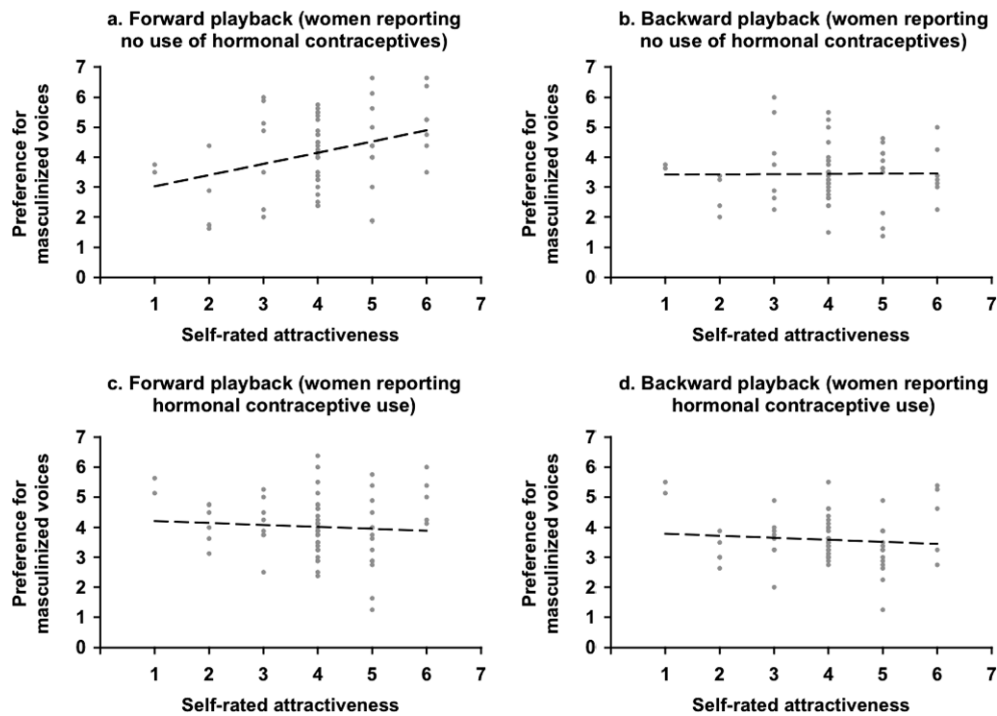 a. Forward playback (women reporting
no use of hormonal contraceptives)
7
6
5
4
3
2
1
0
Preference for
masculinized voices
1 2 3 4 5 6 7
Self-rated attractiveness
b. Backward playback (women reporting
no use of hormonal contraceptives)
7
6
5
4
3
2
1
0
Preference for
masculinized voices
1 2 3 4 5 6 7
Self-rated attractiveness
c. Forward playback (women reporting
hormonal contraceptive use)
7
6
5
4
3
2
1
0
Preference for
masculinized voices
1 2 3 4 5 6 7
Self-rated attractiveness
d. Backward playback (women reporting
hormonal contraceptive use)
7
6
5
4
3
2
1
0
Preference for
masculinized voices
1 2 3 4 5 6 7
Self-rated attractiveness